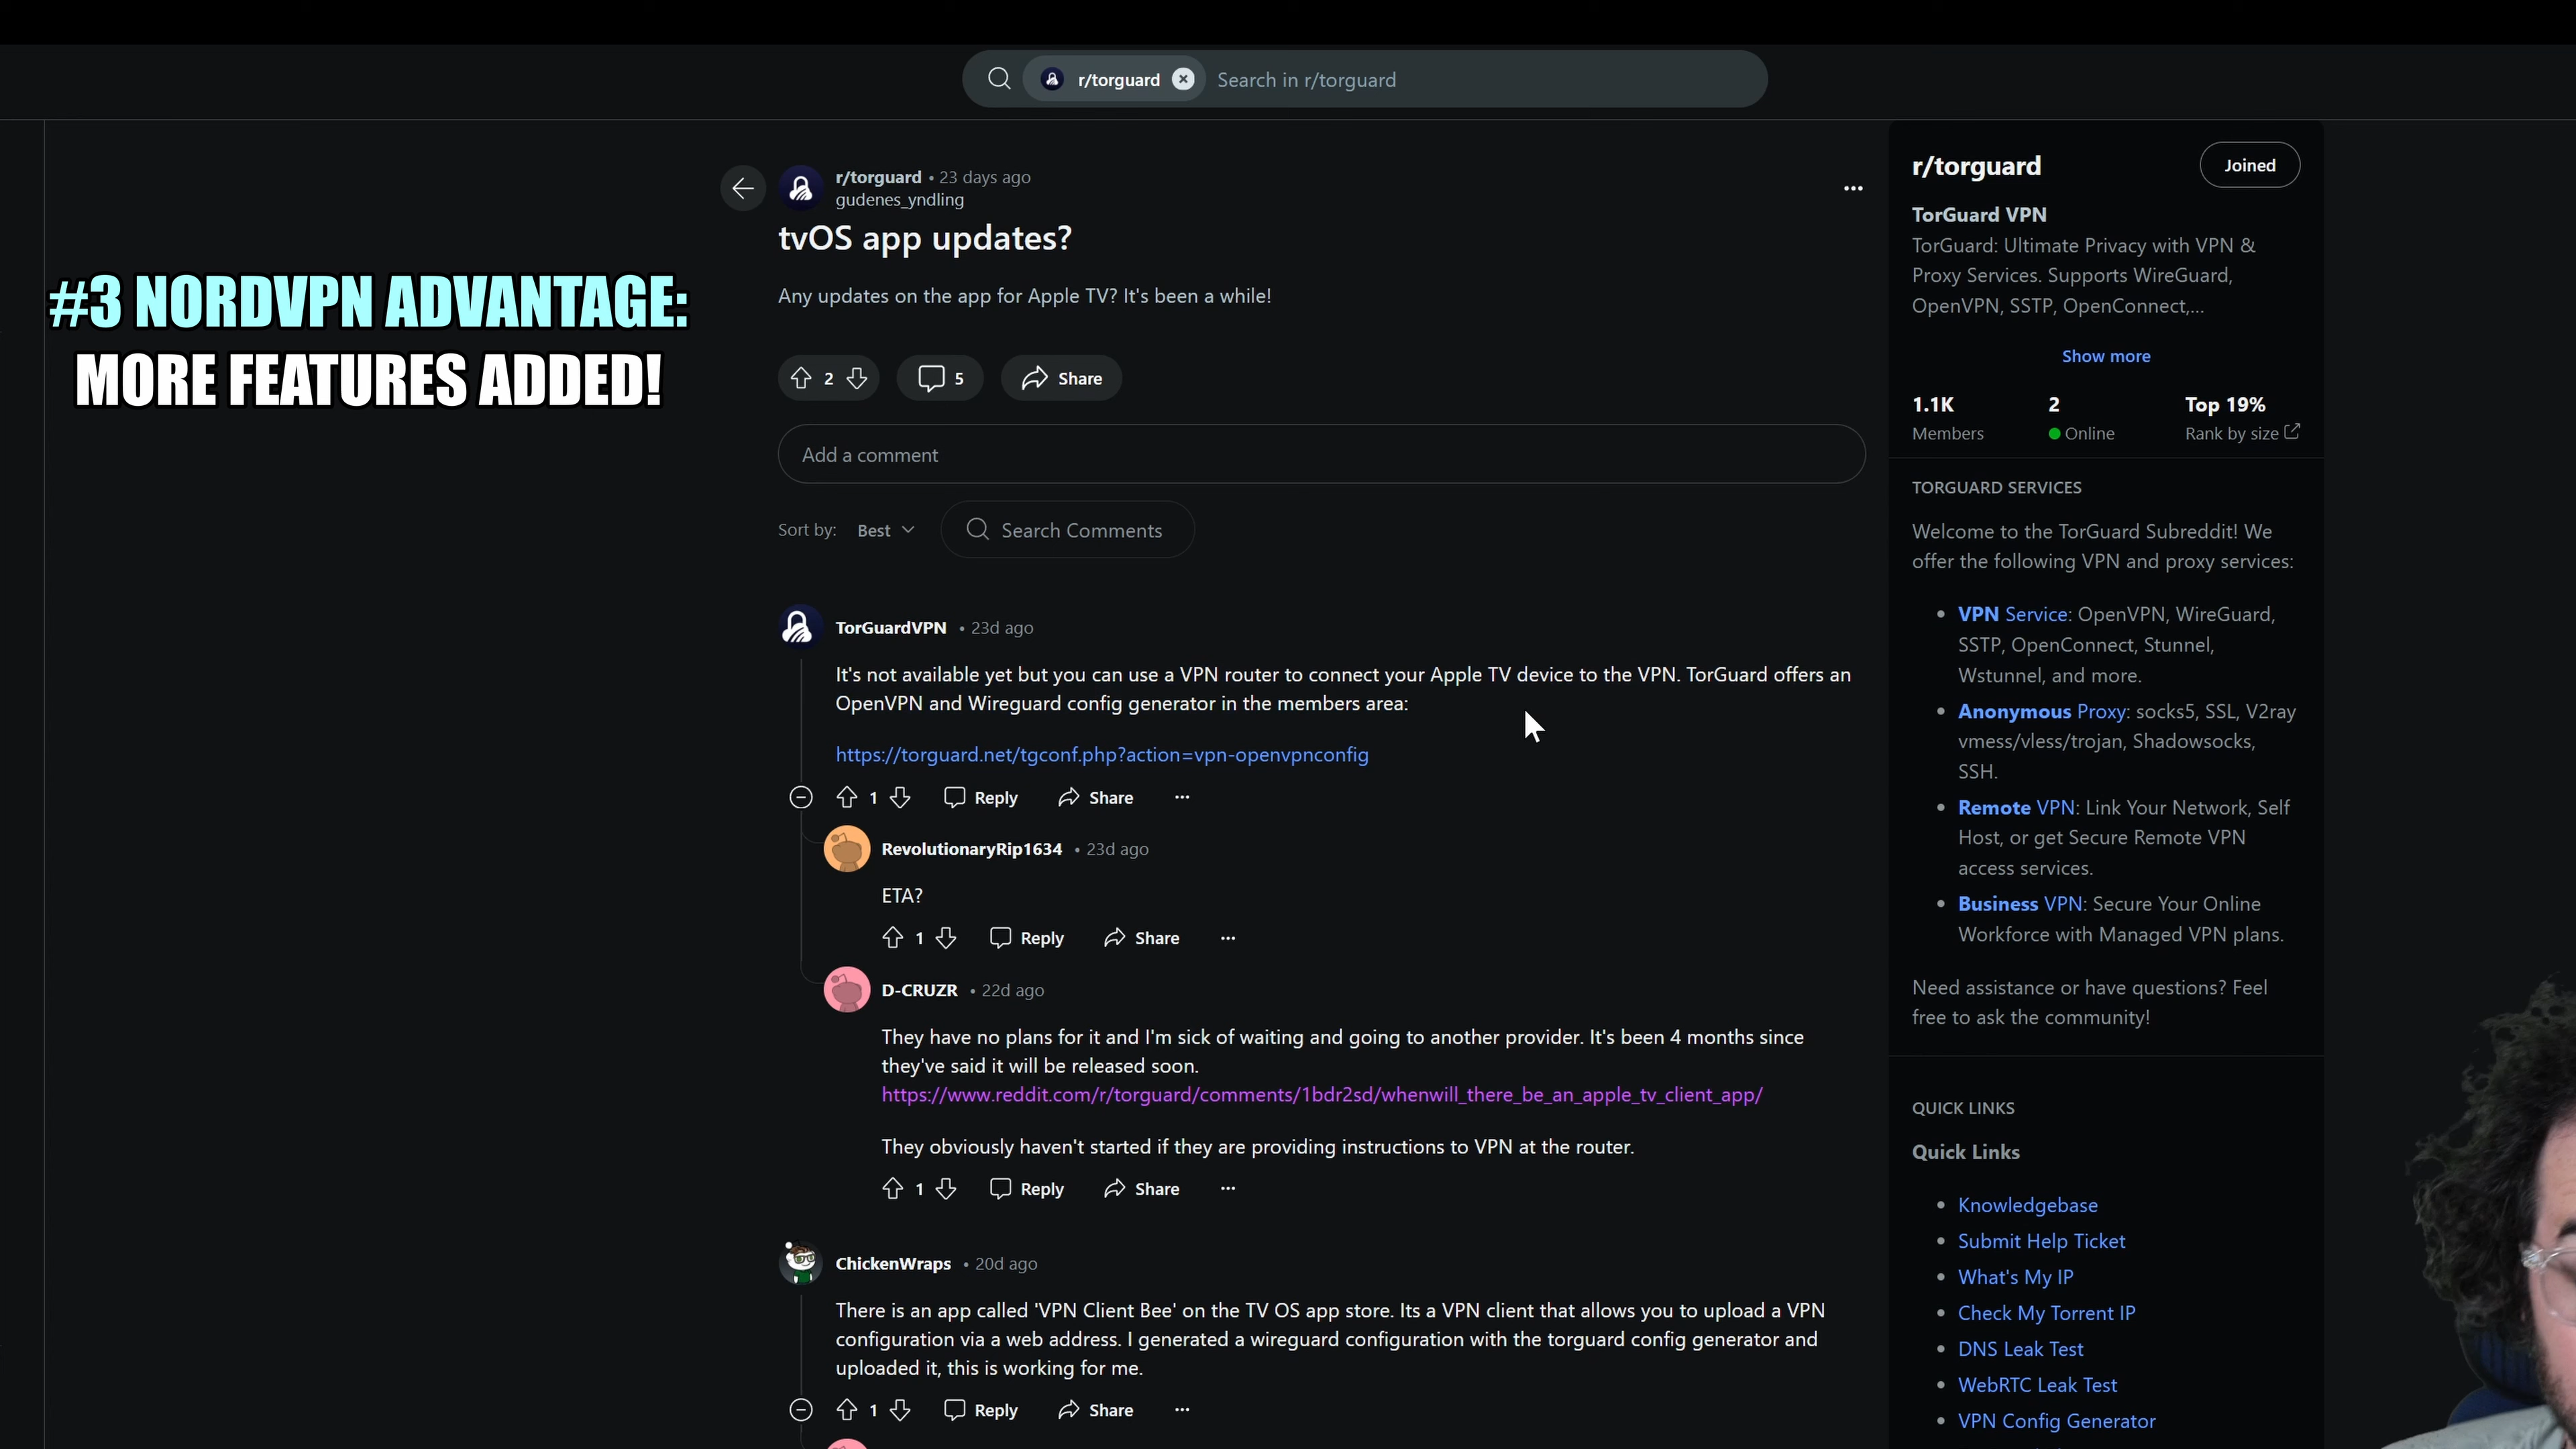 r/torguard
Search in r/torguard
r/torguard • 23 days ago
gudenes_yndling
tvOS app updates?
Any updates on the app for Apple TV? It's been a while!
#3 NORDVPN ADVANTAGE:
MORE FEATURES ADDED!
2
5
Share
Add a comment
Sort by: Best
Search Comments
TorGuardVPN • 23d ago
It's not available yet but you can use a VPN router to connect your Apple TV device to the VPN. TorGuard offers an
OpenVPN and Wireguard config generator in the members area:
https://torguard.net/tgconf.php?action=vpn-openvpnconfig
1 Reply Share
RevolutionaryRip1634 • 23d ago
ETA?
1 Reply Share
D-CRUZR • 22d ago
They have no plans for it and I'm sick of waiting and going to another provider. It's been 4 months since
they've said it will be released soon.
https://www.reddit.com/r/torguard/comments/1bdr2sd/whenwill_there_be_an_apple_tv_client_app/
They obviously haven't started if they are providing instructions to VPN at the router.
1 Reply Share
ChickenWraps • 20d ago
There is an app called 'VPN Client Bee' on the TV OS app store. Its a VPN client that allows you to upload a VPN
configuration via a web address. I generated a wireguard configuration with the torguard config generator and
uploaded it, this is working for me.
1 Reply Share
r/torguard
Joined
TorGuard VPN
TorGuard: Ultimate Privacy with VPN &
Proxy Services. Supports WireGuard,
OpenVPN, SSTP, OpenConnect,...
Show more
1.1K 2 Top 19%
Members Online Rank by size
TORGUARD SERVICES
Welcome to the TorGuard Subreddit! We
offer the following VPN and proxy services:
• VPN Service: OpenVPN, WireGuard,
SSTP, OpenConnect, Stunnel,
Wstunnel, and more.
• Anonymous Proxy: socks5, SSL, V2ray
vmess/vless/trojan, Shadowsocks,
SSH.
• Remote VPN: Link Your Network, Self
Host, or get Secure Remote VPN
access services.
• Business VPN: Secure Your Online
Workforce with Managed VPN plans.
Need assistance or have questions? Feel
free to ask the community!
QUICK LINKS
Quick Links
• Knowledgebase
• Submit Help Ticket
• What's My IP
• Check My Torrent IP
• DNS Leak Test
• WebRTC Leak Test
• VPN Config Generator